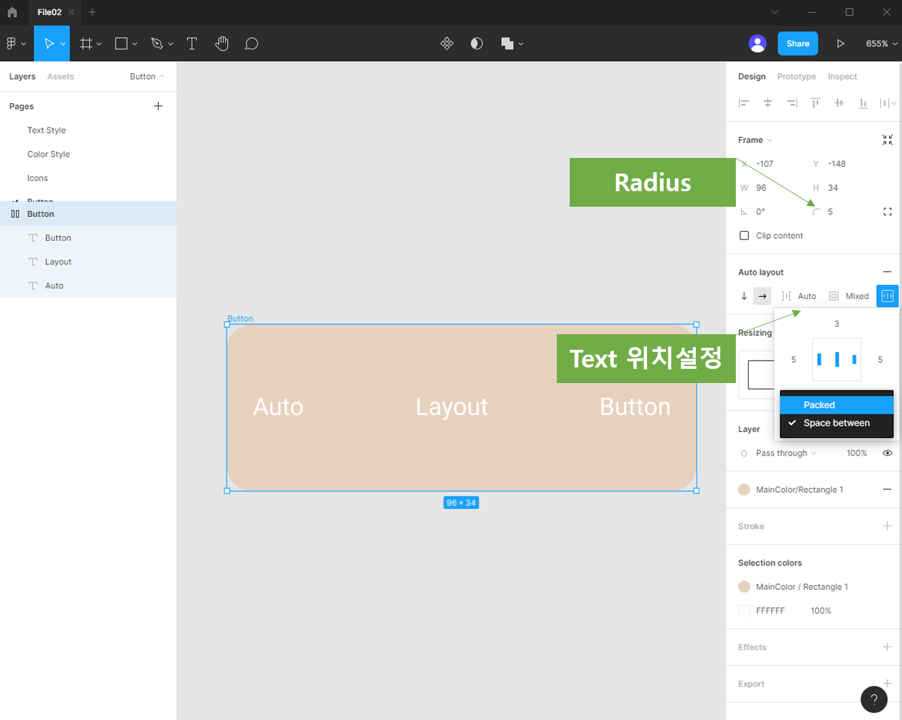 File02
Share
655%
Layers
Assets
Button
Design
Prototype
Inspect
Pages
Text Style
Color Style
Icons
Button
Button
Button
Layout
Auto
Button
Auto
Layout
Button
96 × 34
Radius
Text 위치설정
Frame
X
-107
Y
-148
W
96
H
34
0°
5
Clip content
Auto layout
Auto
Mixed
Resizing
3
5
5
Packed
Space between
Layer
Pass through
100%
MainColor/Rectangle 1
Stroke
Selection colors
MainColor / Rectangle 1
FFFFFF
100%
Effects
Export
?